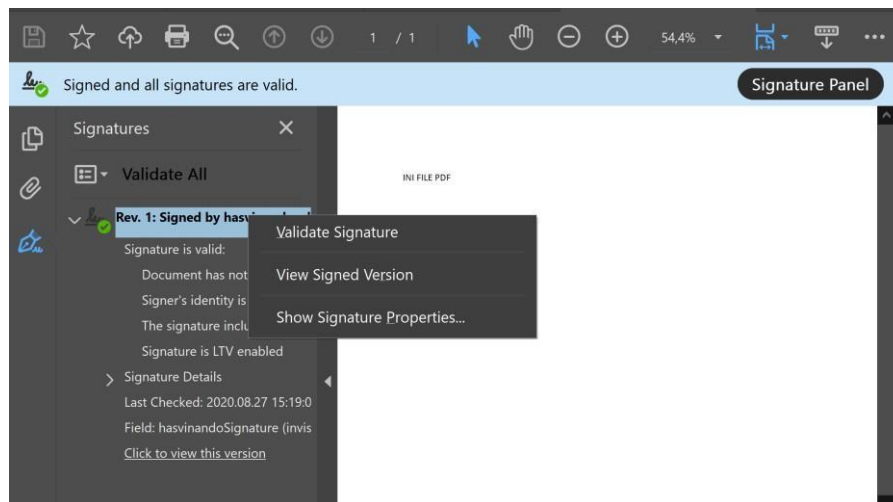 1 / 1
54,4%
Signed and all signatures are valid.
Signature Panel
Signatures
Validate All
INI FILE PDF
Rev. 1: Signed by
Validate Signature
Signature is valid:
Document has not
View Signed Version
Signer's identity is
The signature
Show Signature Properties...
Signature is LTV enabled
Signature Details
Last Checked: 2020.08.27 15:19:0
Field: hasvinandoSignature
Click to view this version